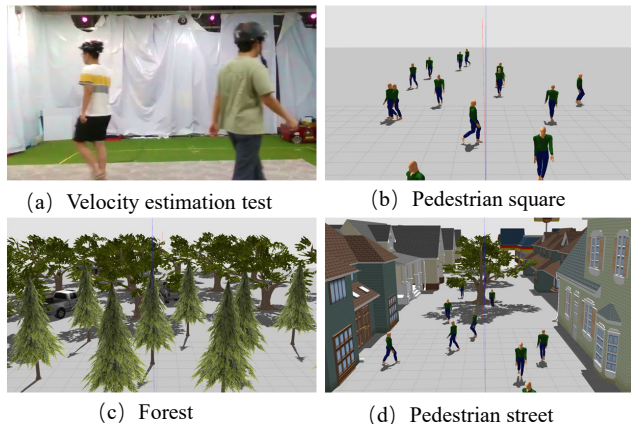 (a) Velocity estimation test
(b) Pedestrian square
(c) Forest
(d) Pedestrian street